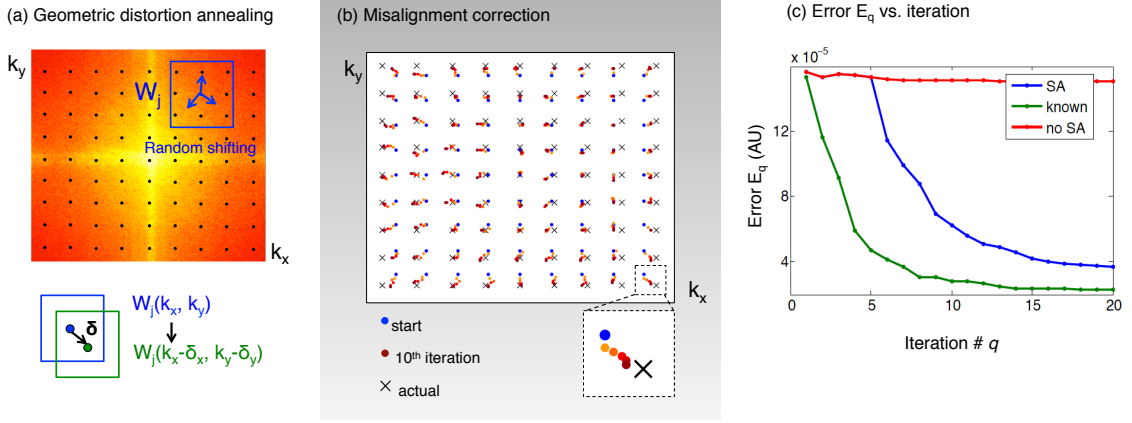 (a) Geometric distortion annealing
k_y
W_j
Random shifting
k_x
W_j(k_x, k_y)
δ
W_j(k_x-δ_x, k_y-δ_y)
(b) Misalignment correction
k_y
k_x
start
10th iteration
actual
(c) Error E_q vs. iteration
x 10^-5
12
8
4
0
5
10
15
20
Error E_q (AU)
Iteration # q
SA
known
no SA